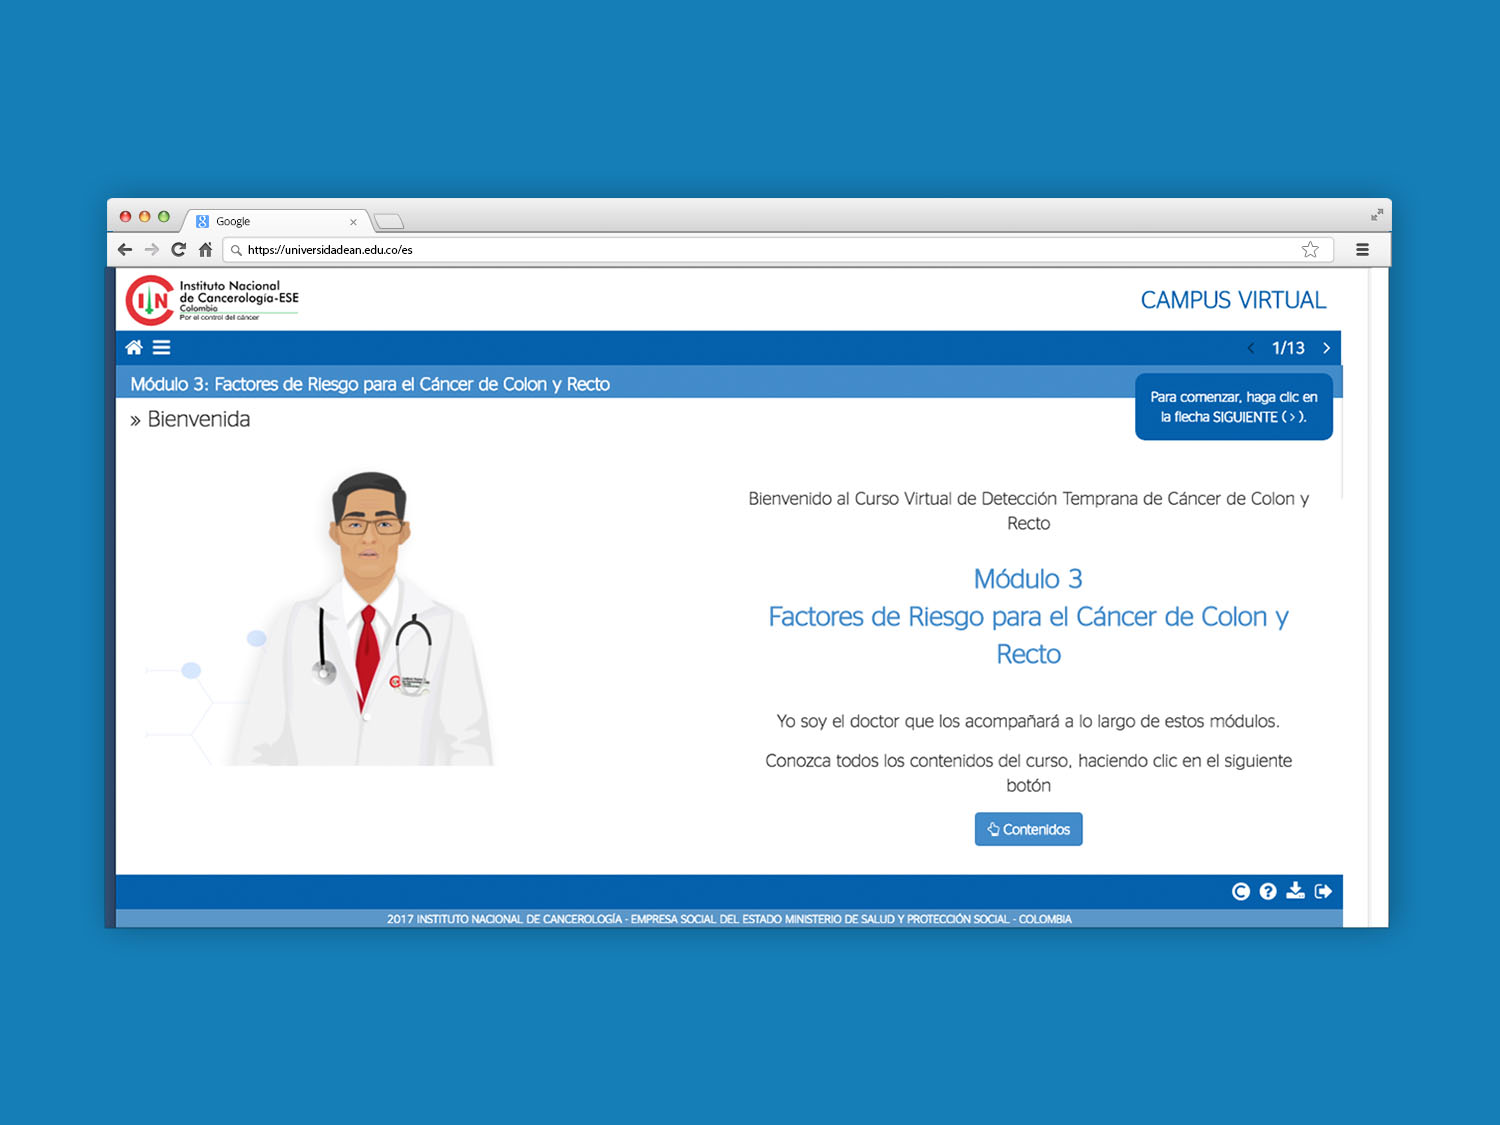 Google
https://universidadean.edu.co/es
Instituto Nacional
de Cancerología-ESE
Colombia
Por el control del cáncer
CAMPUS VIRTUAL
1/13
Módulo 3: Factores de Riesgo para el Cáncer de Colon y Recto
Para comenzar, haga clic en
la flecha SIGUIENTE ( > ).
» Bienvenida
Bienvenido al Curso Virtual de Detección Temprana de Cáncer de Colon y
Recto
Módulo 3
Factores de Riesgo para el Cáncer de Colon y
Recto
Yo soy el doctor que los acompañará a lo largo de estos módulos.
Conozca todos los contenidos del curso, haciendo clic en el siguiente
botón
Contenidos
2017 INSTITUTO NACIONAL DE CANCEROLOGÍA - EMPRESA SOCIAL DEL ESTADO MINISTERIO DE SALUD Y PROTECCIÓN SOCIAL - COLOMBIA